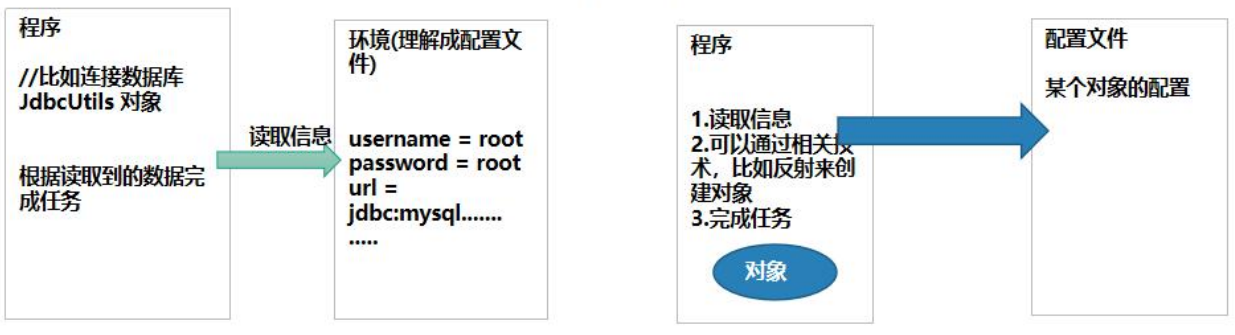 程序
//比如连接数据库
JdbcUtils 对象
根据读取到的数据完
成任务
读取信息
环境(理解成配置文
件)
username = root
password = root
url =
jdbc:mysql.......
.....
程序
1.读取信息
2.可以通过相关技
术，比如反射来创
建对象
3.完成任务
对象
配置文件
某个对象的配置